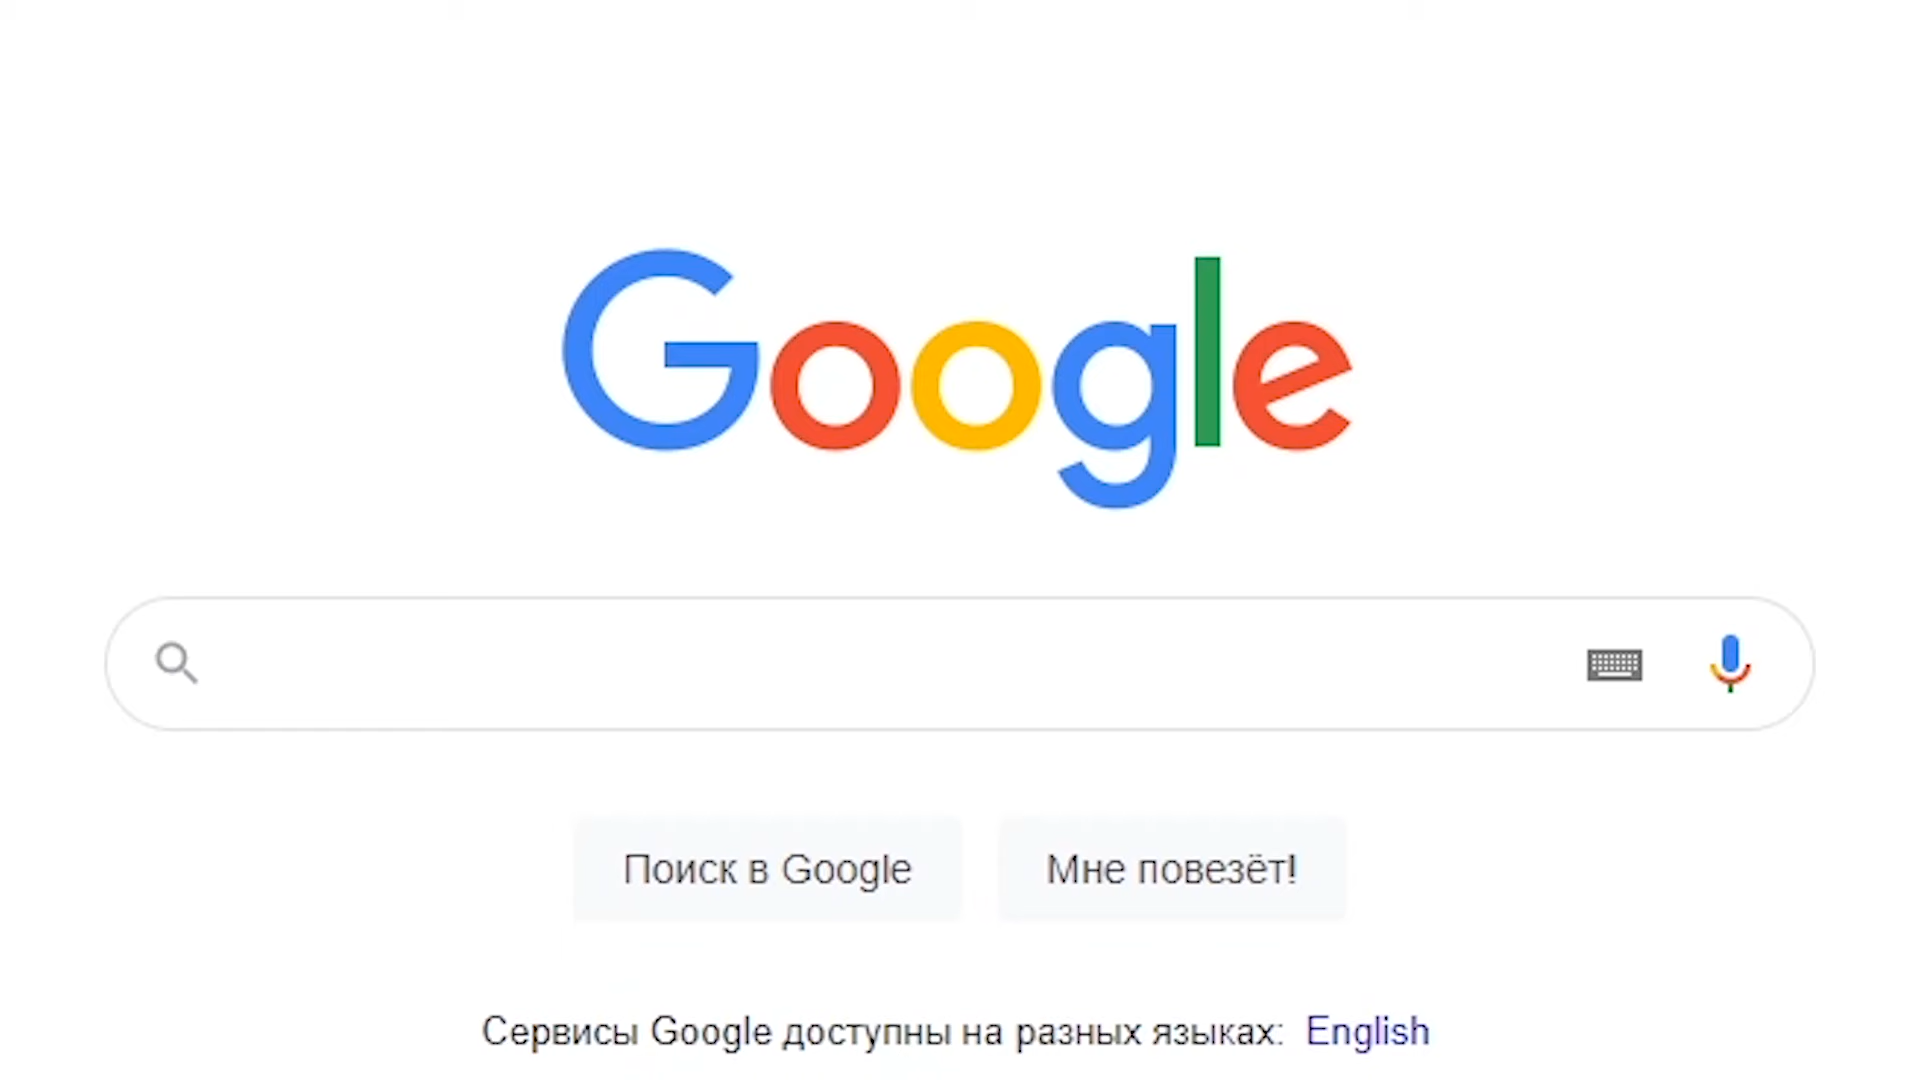 Google
Поиск в Google
Мне повезёт!
Сервисы Google доступны на разных языках: English